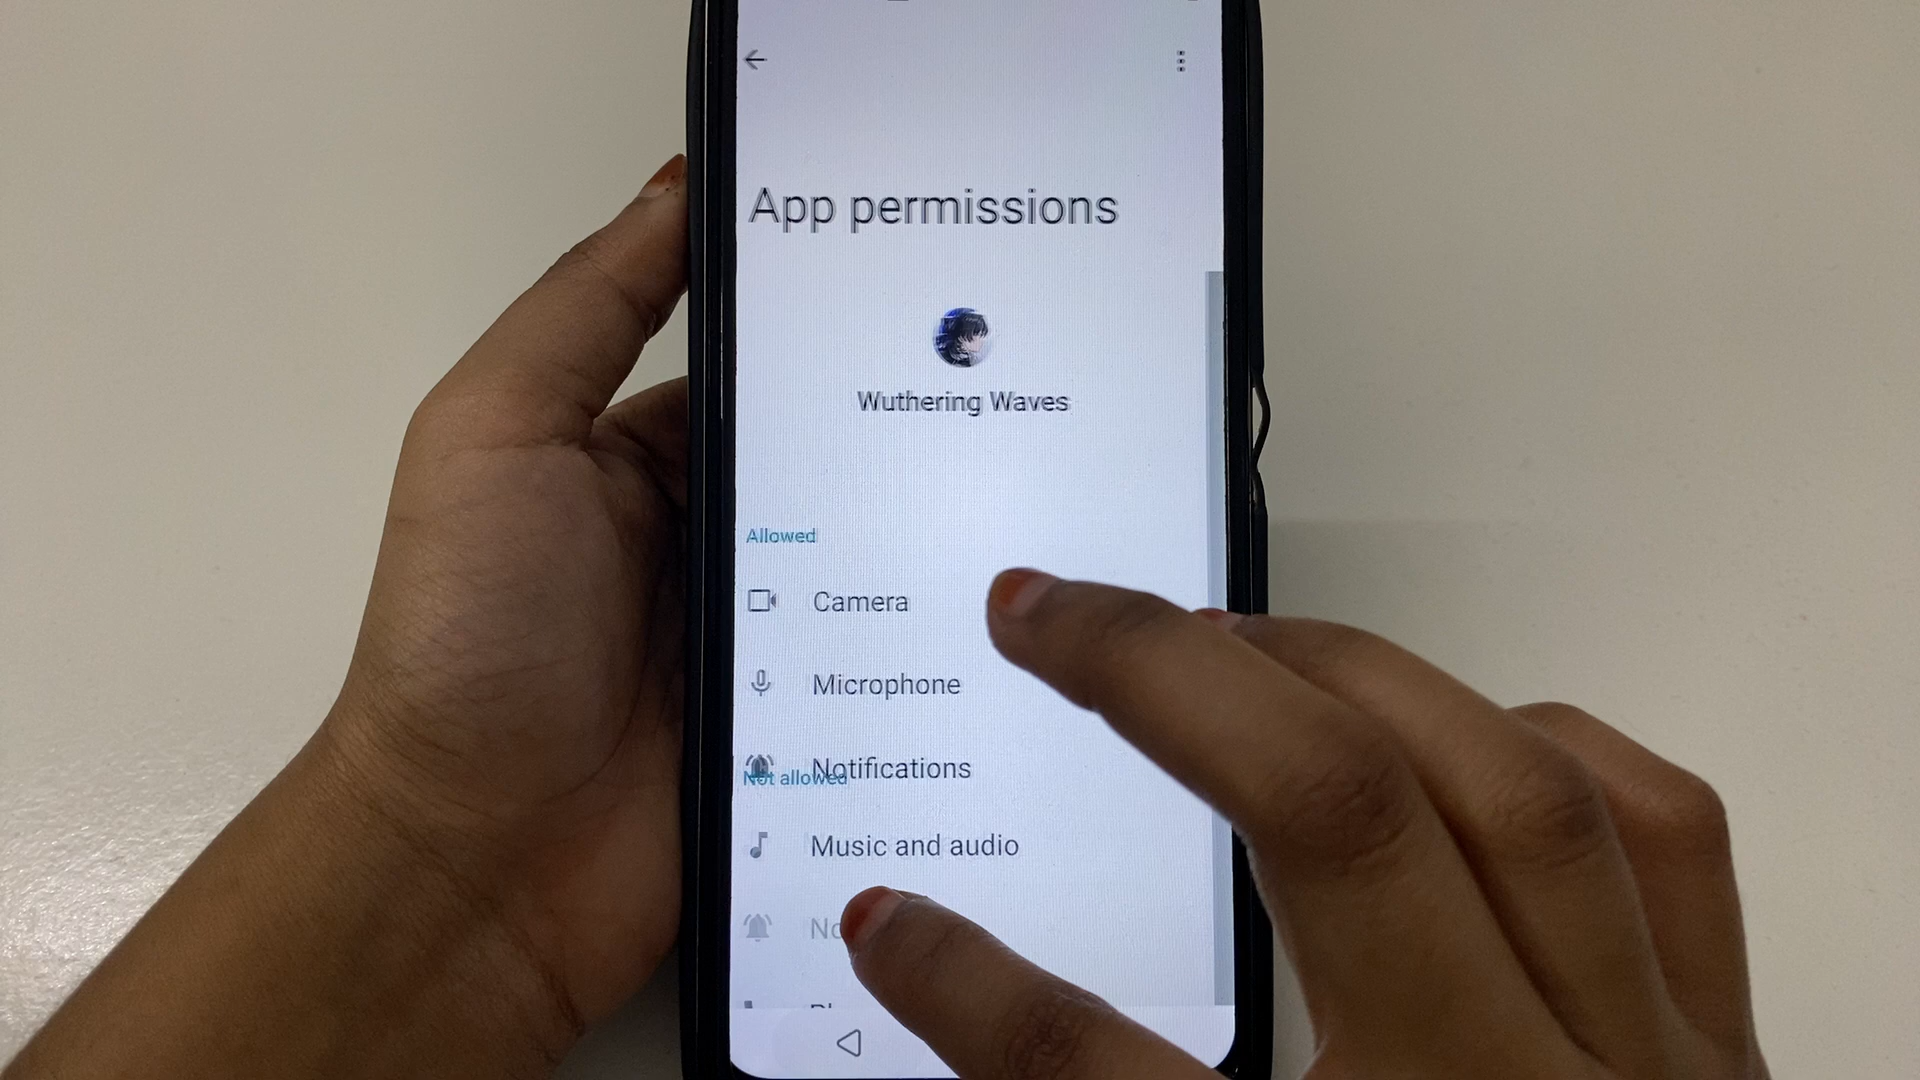 App permissions
Wuthering Waves
Allowed
Camera
Microphone
Notifications
Not allowed
Music and audio